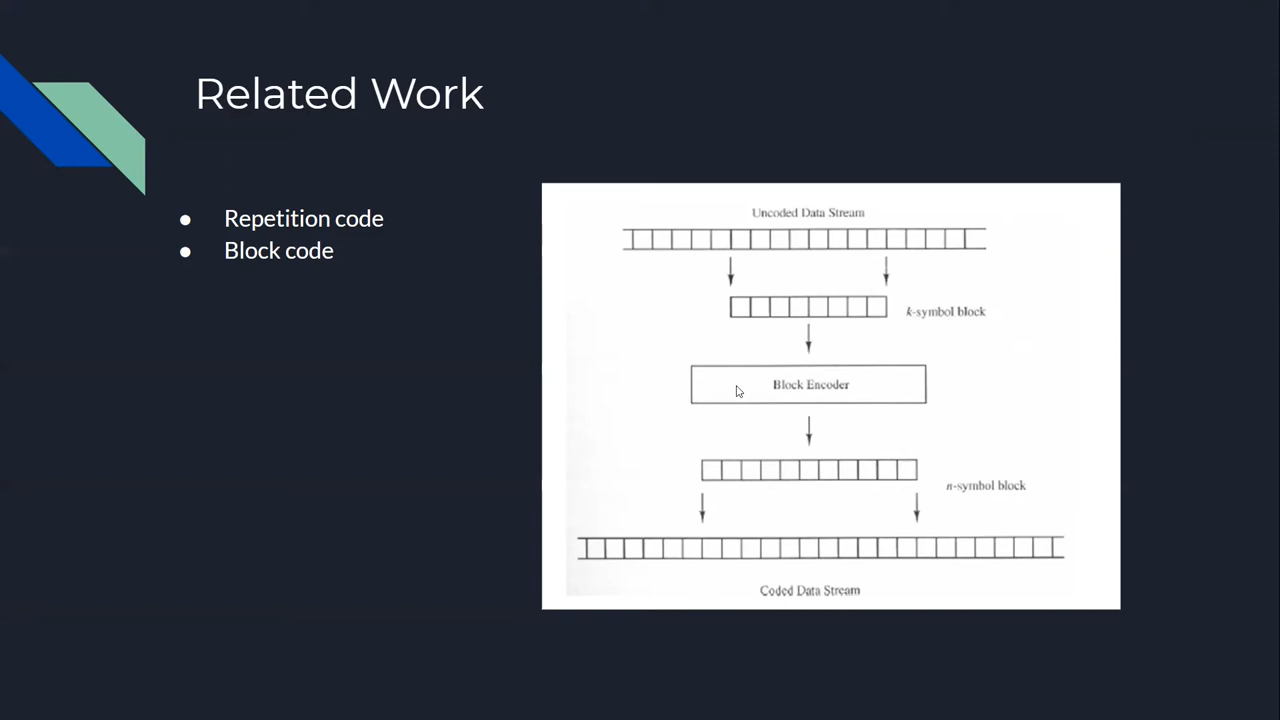 Related Work
● Repetition code
● Block code
Uncoded Data Stream
k-symbol block
Block Encoder
n-symbol block
Coded Data Stream